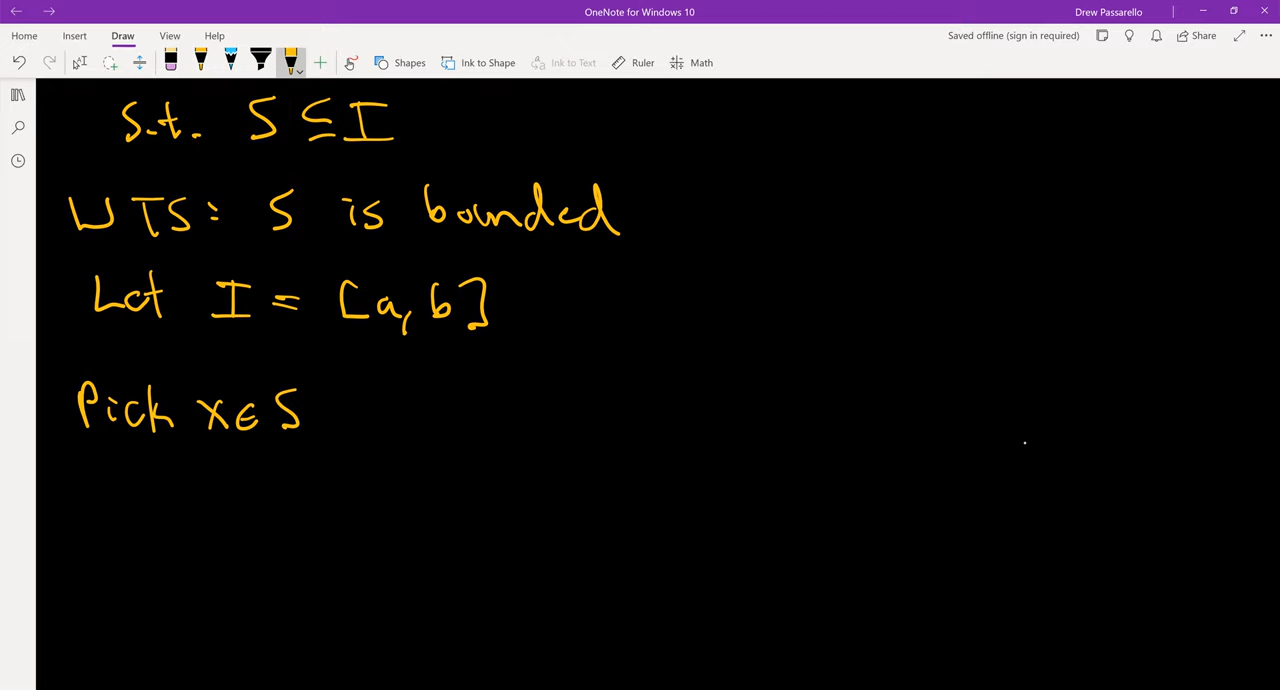 OneNote for Windows 10
Drew Passarello
Home Insert Draw View Help
Saved offline (sign in required) Share
Shapes Ink to Shape Ink to Text Ruler Math
S.t. S ⊆ I
WTS: S is bounded
Let I = [a, b]
Pick x ∈ S